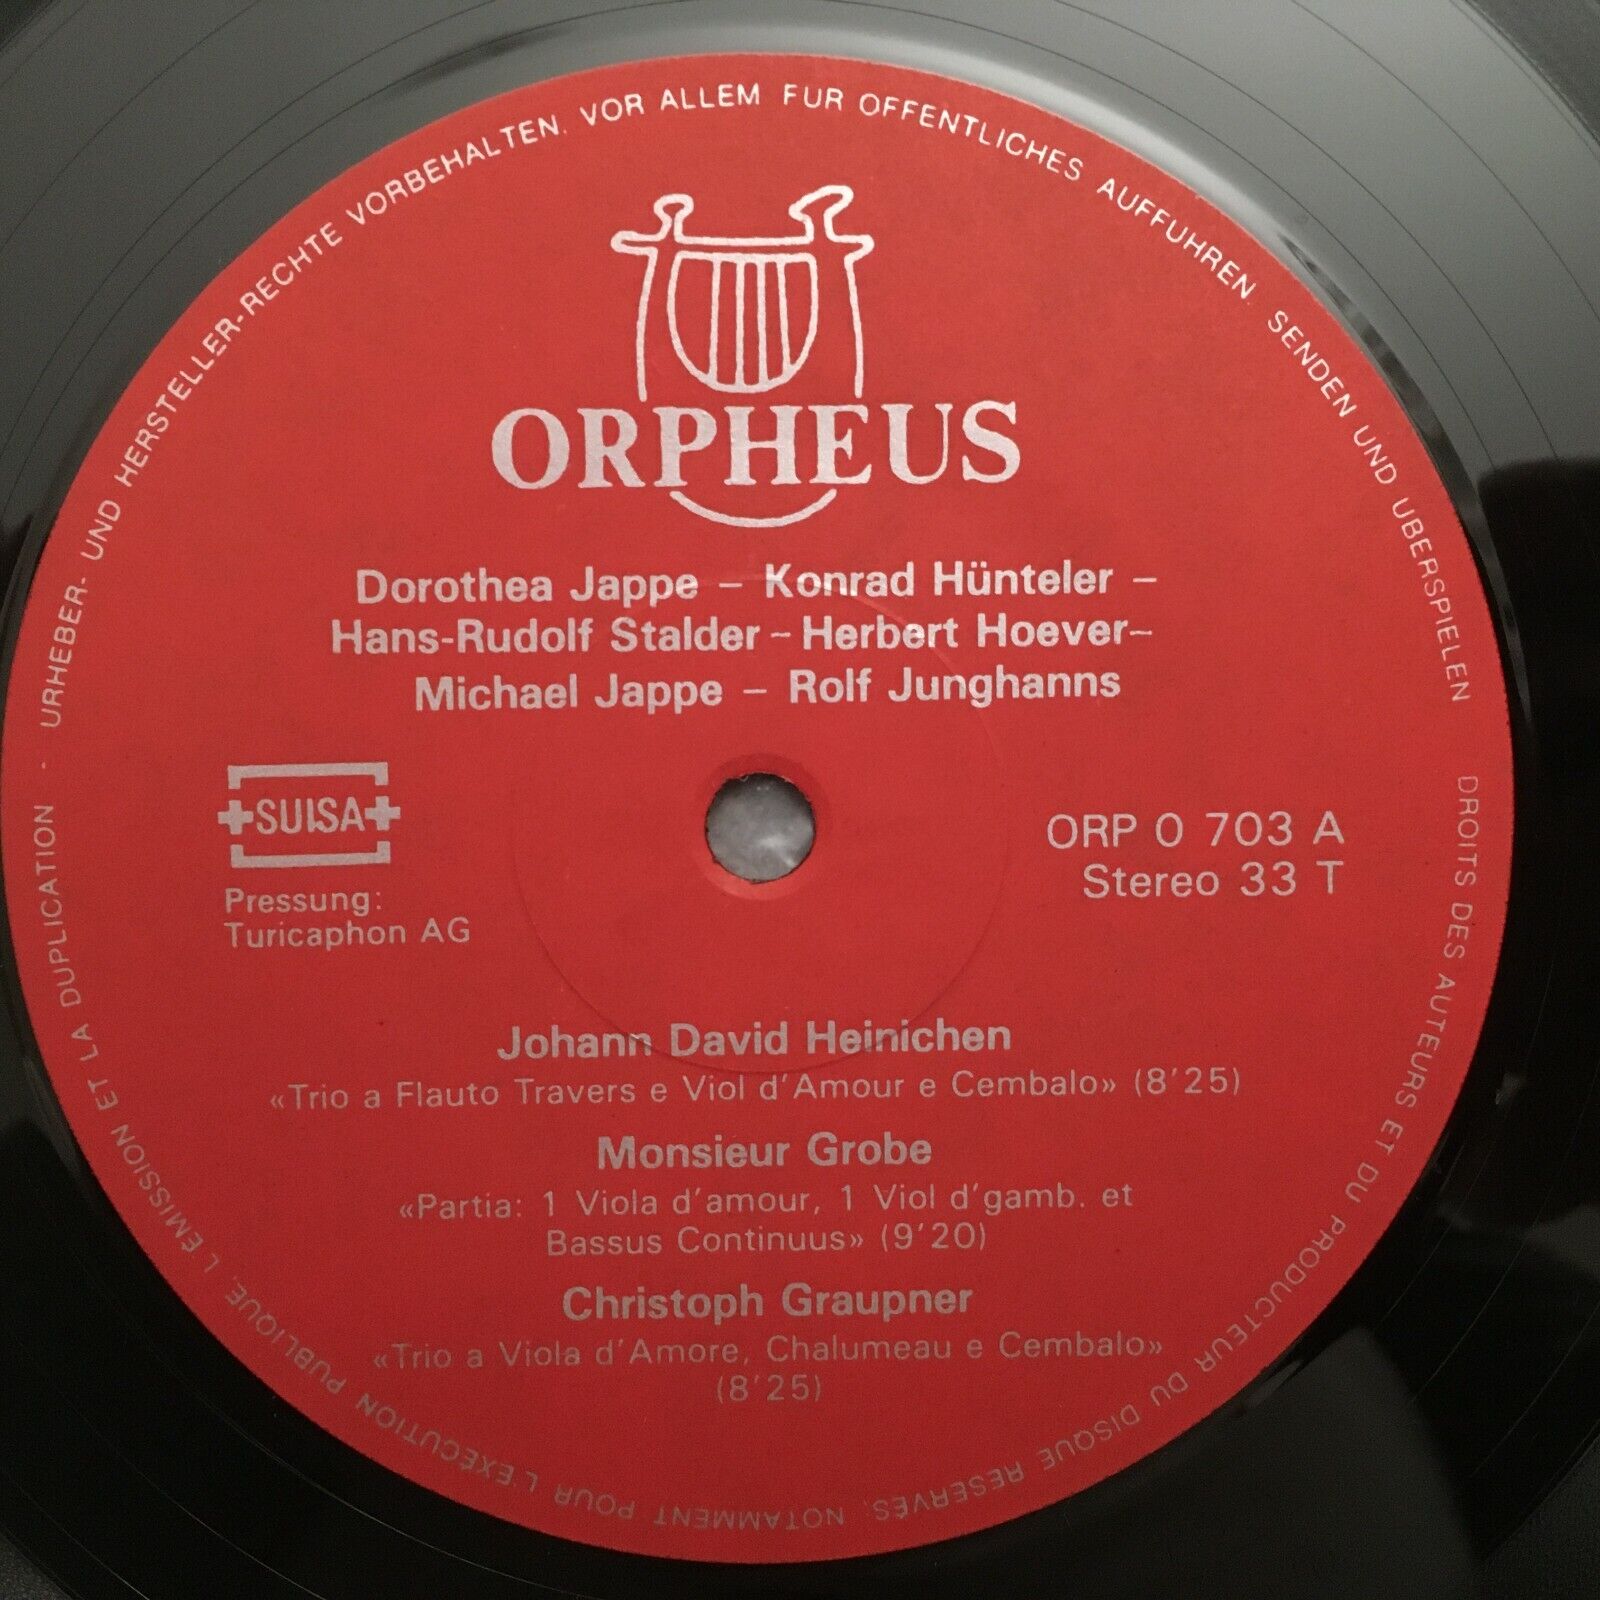 URHEBER- UND HERSTELLER-RECHTE VORBEHALTEN, VOR ALLEM FUR OFFENTLICHES AUFFUHREN, SENDEN UND UBERSPIELEN
ORPHEUS
Dorothea Jappe – Konrad Hünteler –
Hans-Rudolf Stalder – Herbert Hoever –
Michael Jappe – Rolf Junghanns
SUISA
Pressung:
Turicaphon AG
ORP 0 703 A
Stereo 33 T
Johann David Heinichen
«Trio a Flauto Travers e Viol d'Amour e Cembalo» (8'25)
Monsieur Grobe
«Partia: 1 Viola d'amour, 1 Viol d'gamb. et
Bassus Continuus» (9'20)
Christoph Graupner
«Trio a Viola d'Amore, Chalumeau e Cembalo»
(8'25)
DROITS DES AUTEURS ET DU PRODUCTEUR DU DISQUE RESERVÉS, NOTAMMENT POUR L'EXÉCUTION PUBLIQUE, L'ÉMISSION ET LA DUPLICATION -